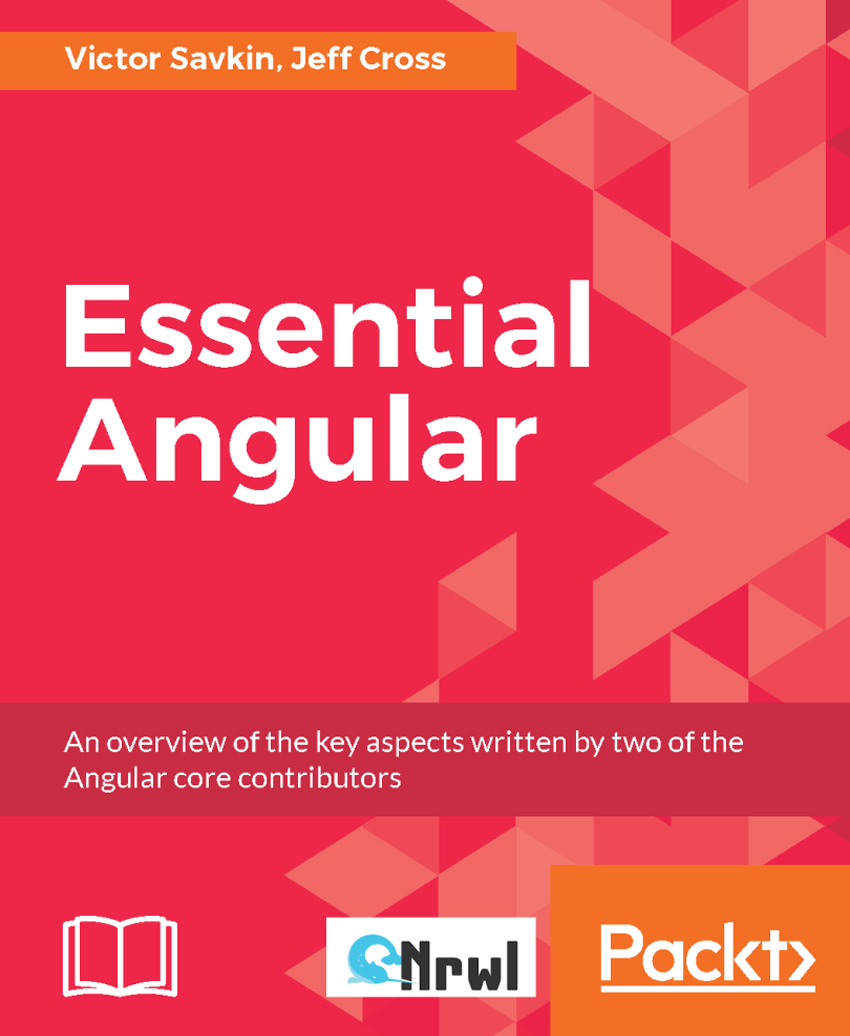 Victor Savkin, Jeff Cross
Essential
Angular
An overview of the key aspects written by two of the
Angular core contributors
Nrwl
Packt>